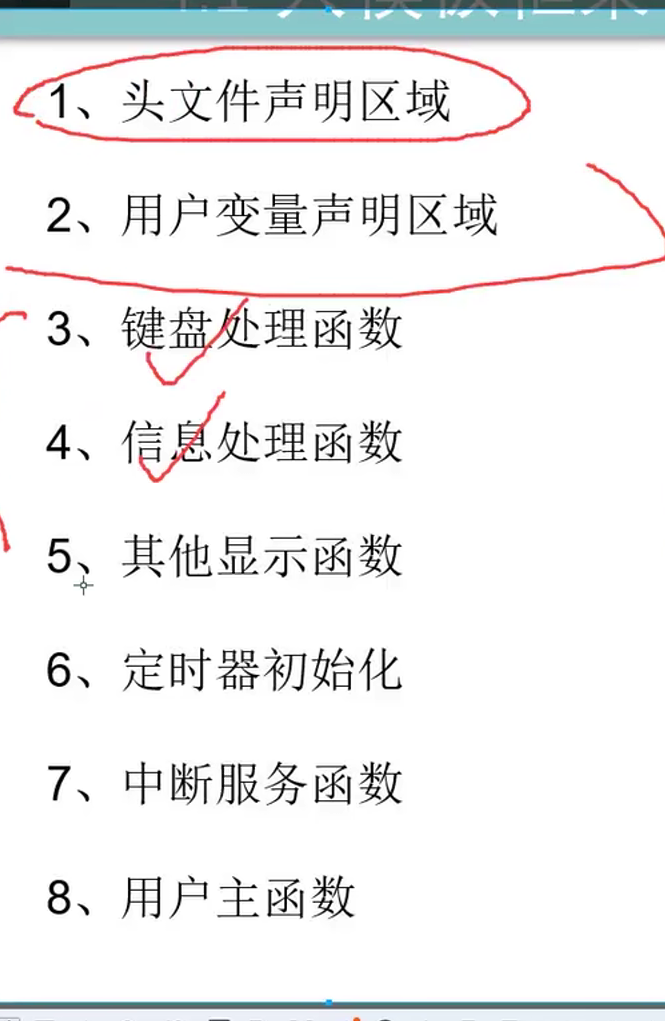 1、头文件声明区域
2、用户变量声明区域
3、键盘处理函数
4、信息处理函数
5、其他显示函数
6、定时器初始化
7、中断服务函数
8、用户主函数